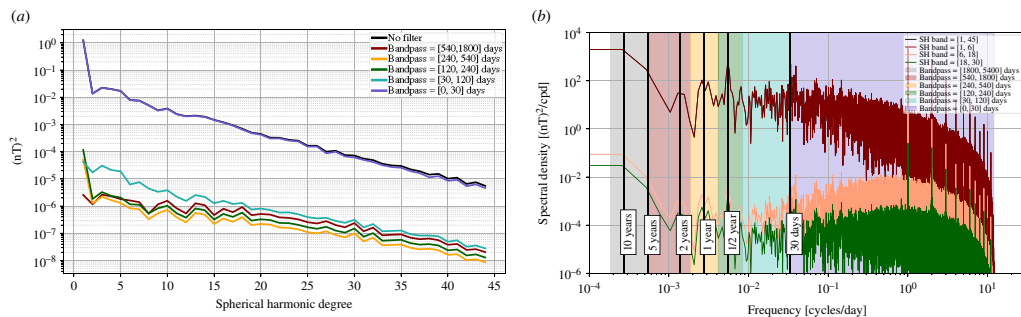 (a)
10⁰
10⁻¹
10⁻²
10⁻³
10⁻⁴
10⁻⁵
10⁻⁶
10⁻⁷
10⁻⁸
(nT)²
No filter
Bandpass = [540,1800] days
Bandpass = [240, 540] days
Bandpass = [120, 240] days
Bandpass = [30, 120] days
Bandpass = [0, 30] days
0 5 10 15 20 25 30 35 40 45
Spherical harmonic degree
(b)
10⁴
10²
10⁰
10⁻²
10⁻⁴
10⁻⁶
Spectral density [(nT)²/cpd]
SH band = [1, 45]
SH band = [1, 6]
SH band = [6, 18]
SH band = [18, 30]
Bandpass = [1800, 5400] days
Bandpass = [540, 1800] days
Bandpass = [240, 540] days
Bandpass = [120, 240] days
Bandpass = [30, 120] days
Bandpass = [0, 30] days
10 years
5 years
2 years
1 year
1/2 year
30 days
10⁻⁴ 10⁻³ 10⁻² 10⁻¹ 10⁰ 10¹
Frequency [cycles/day]